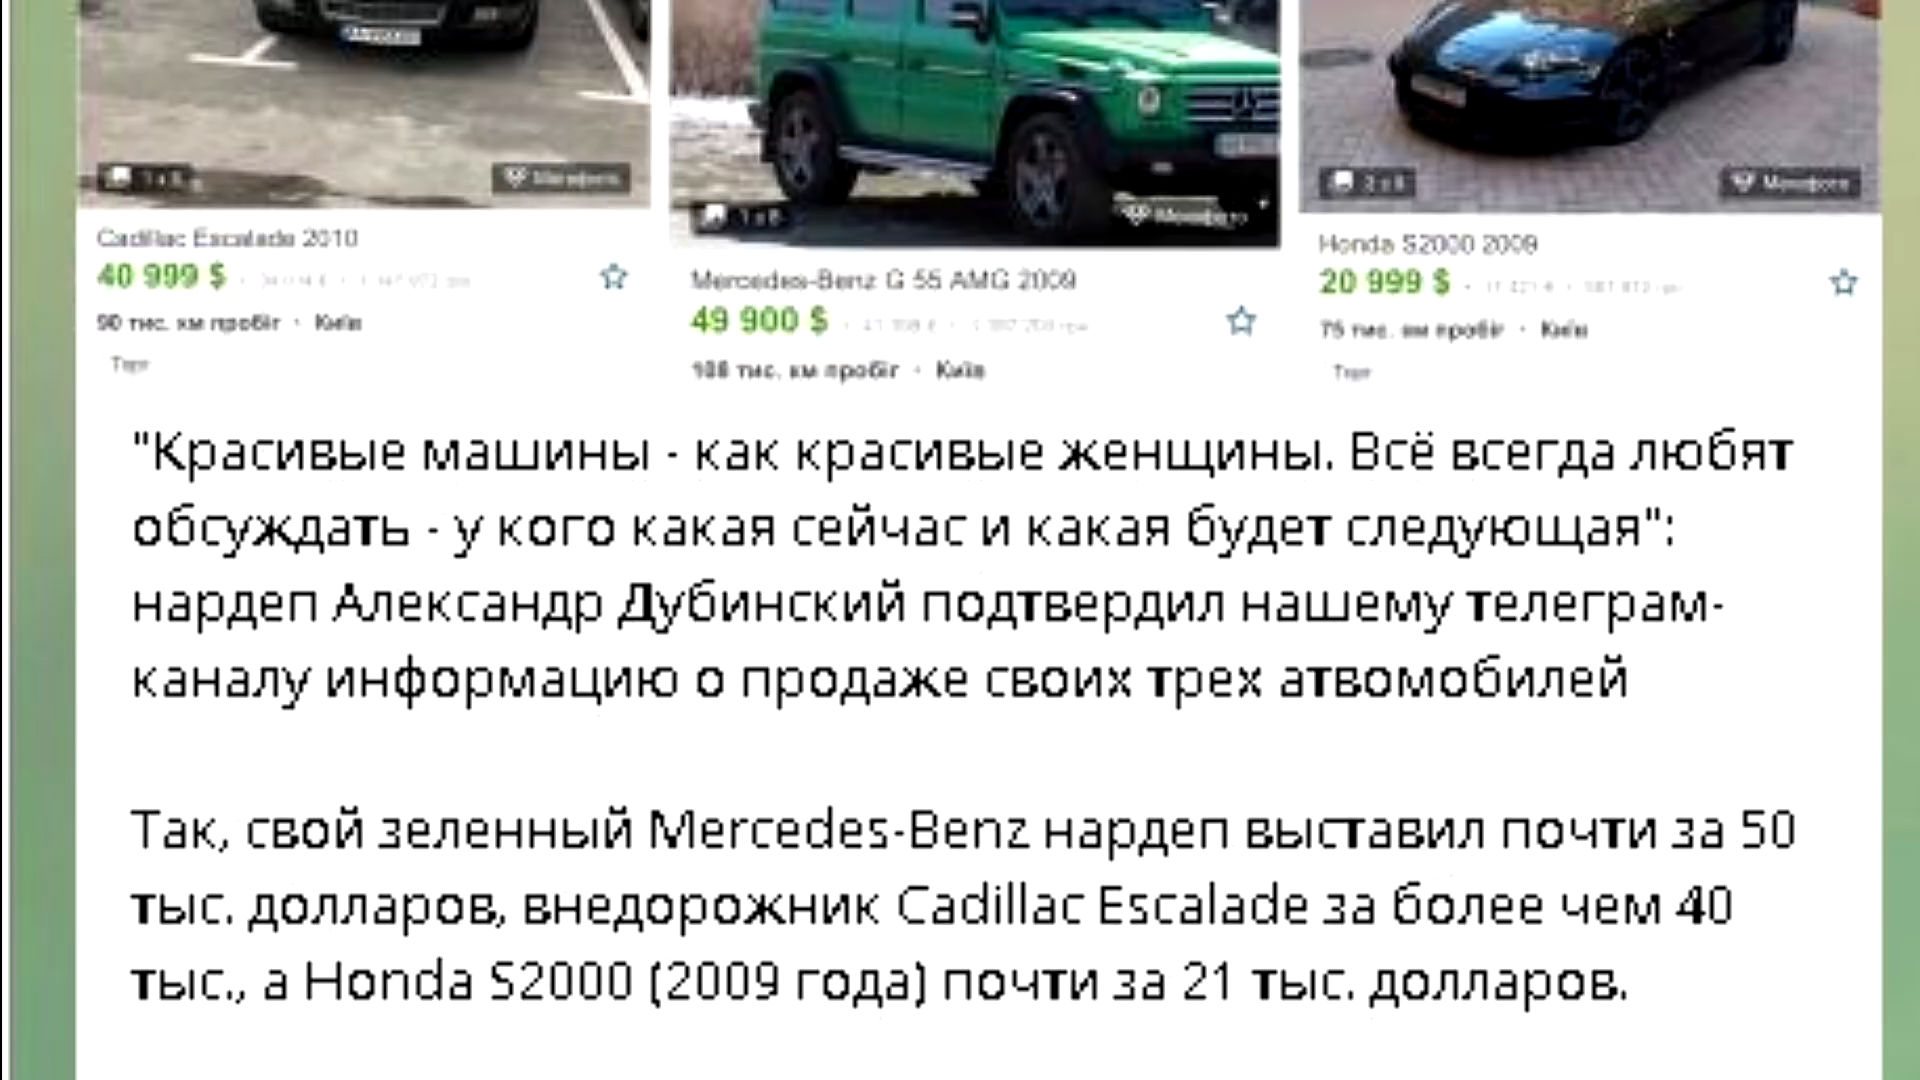 Cadillac Escalade 2010
40 999 $
90 тис. км пробіг · Київ
Торг
Mercedes-Benz G 55 AMG 2009
49 900 $
188 тис. км пробіг · Київ
Honda S2000 2009
20 999 $
75 тис. км пробіг · Київ
Торг
"Красивые машины - как красивые женщины. Всё всегда любят
обсуждать - у кого какая сейчас и какая будет следующая":
нардеп Александр Дубинский подтвердил нашему телеграм-
каналу информацию о продаже своих трех атвомобилей
Так, свой зеленный Mercedes-Benz нардеп выставил почти за 50
тыс. долларов, внедорожник Cadillac Escalade за более чем 40
тыс., а Honda S2000 (2009 года) почти за 21 тыс. долларов.